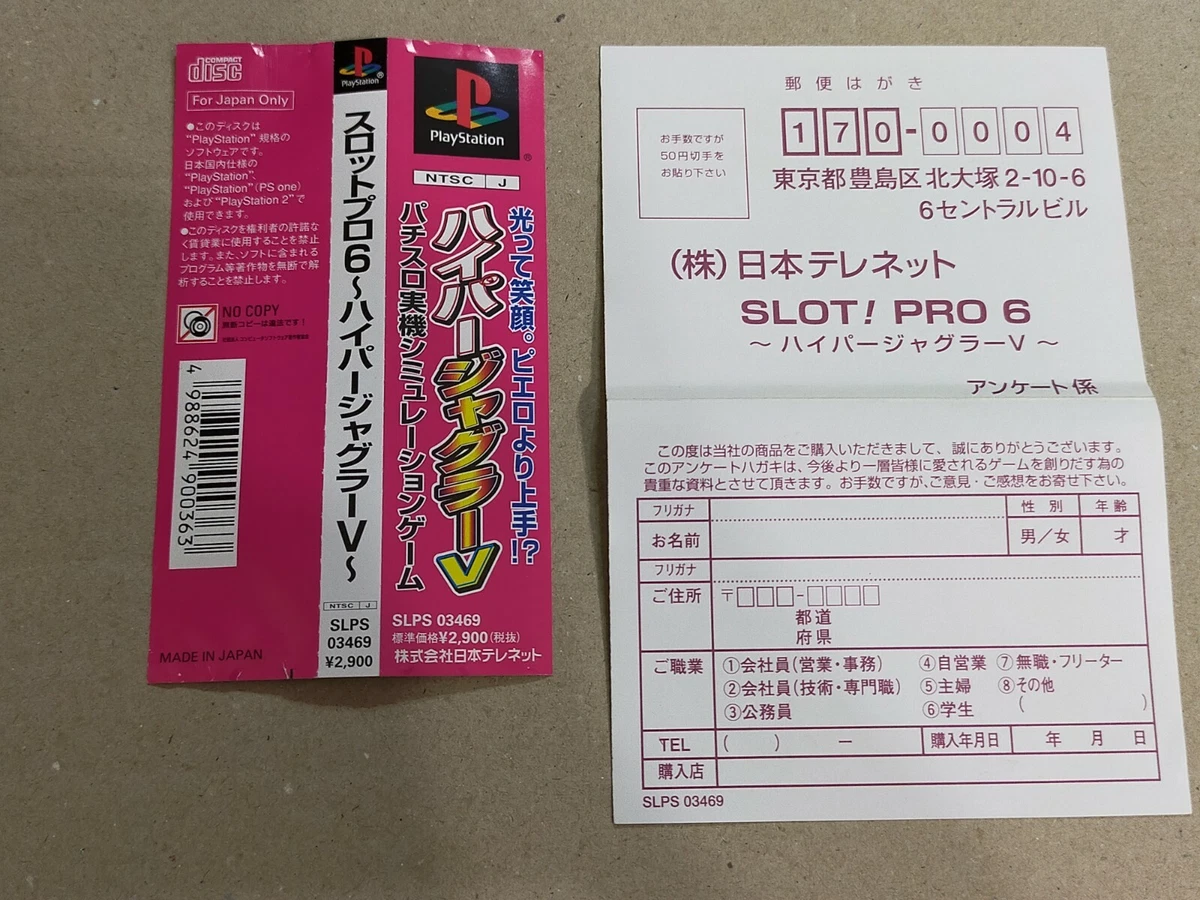 COMPACT
disc
For Japan Only
●このディスクは
"PlayStation" 規格の
ソフトウェアです。
日本国内仕様の
"PlayStation"、
"PlayStation"(PS one)
および"PlayStation 2"で
使用できます。
●このディスクを権利者の許諾な
く賃貸業に使用することを禁止
します。また、ソフトに含まれる
プログラム等著作物を無断で解
析することを禁止します。
NO COPY
無断コピーは違法です！
4 988624 900363
MADE IN JAPAN
PlayStation®
スロットプロ6～ハイパージャグラーV～
NTSC J
SLPS
03469
¥2,900
PlayStation
®
NTSC J
光って笑顔。ピエロより上手!?
ハイパージャグラーV
パチスロ実機シミュレーションゲーム
SLPS 03469
標準価格¥2,900(税抜)
株式会社日本テレネット
郵便はがき
お手数ですが
50円切手を
お貼り下さい
170-0004
東京都豊島区北大塚2-10-6
6セントラルビル
(株)日本テレネット
SLOT! PRO 6
～ハイパージャグラーV～
アンケート係
この度は当社の商品をご購入いただきまして、誠にありがとうございます。
このアンケートハガキは、今後より一層皆様に愛されるゲームを創りだす為の
貴重な資料とさせて頂きます。お手数ですが、ご意見・ご感想をお寄せ下さい。
フリガナ 性別 年齢
お名前 男／女 才
フリガナ
ご住所 〒□□□-□□□□
都道
府県
ご職業 ①会社員(営業・事務) ④自営業 ⑦無職・フリーター
②会社員(技術・専門職) ⑤主婦 ⑧その他
③公務員 ⑥学生 ( )
TEL ( ) ー 購入年月日 年 月 日
購入店
SLPS 03469